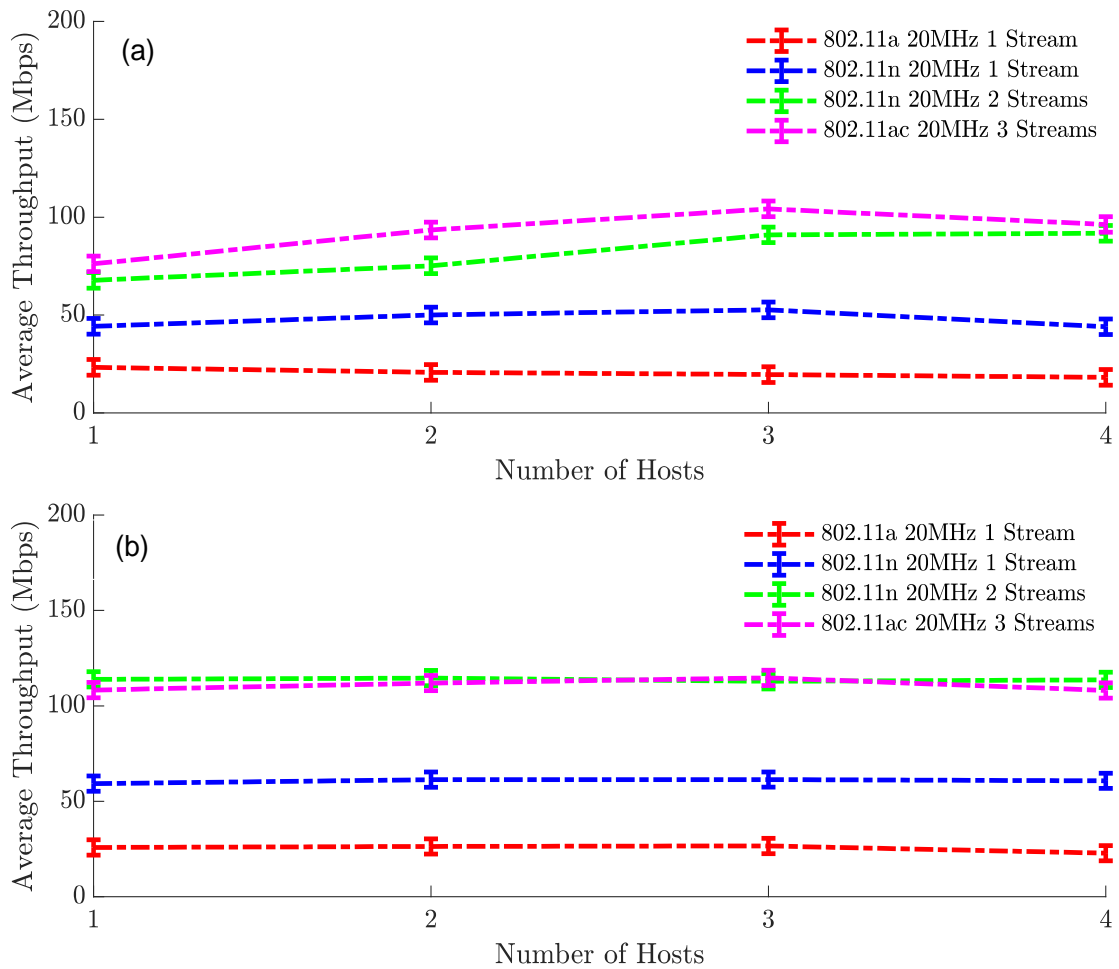 200
(a)
802.11a 20MHz 1 Stream
802.11n 20MHz 1 Stream
802.11n 20MHz 2 Streams
802.11ac 20MHz 3 Streams
150
100
50
0
Average Throughput (Mbps)
1 2 3 4
Number of Hosts
200
(b)
802.11a 20MHz 1 Stream
802.11n 20MHz 1 Stream
802.11n 20MHz 2 Streams
802.11ac 20MHz 3 Streams
150
100
50
0
Average Throughput (Mbps)
1 2 3 4
Number of Hosts